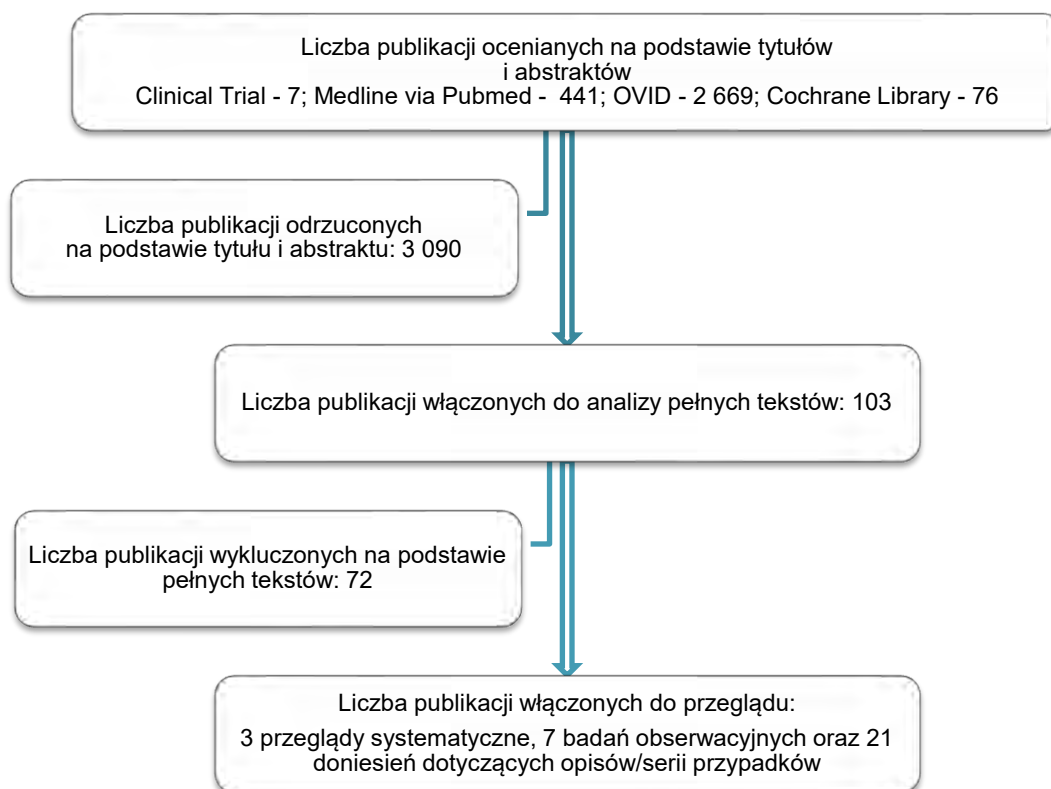 Liczba publikacji ocenianych na podstawie tytułów
i abstraktów
Clinical Trial - 7; Medline via Pubmed - 441; OVID - 2 669; Cochrane Library - 76
Liczba publikacji odrzuconych
na podstawie tytułu i abstraktu: 3 090
Liczba publikacji włączonych do analizy pełnych tekstów: 103
Liczba publikacji wykluczonych na podstawie
pełnych tekstów: 72
Liczba publikacji włączonych do przeglądu:
3 przeglądy systematyczne, 7 badań obserwacyjnych oraz 21
doniesień dotyczących opisów/serii przypadków